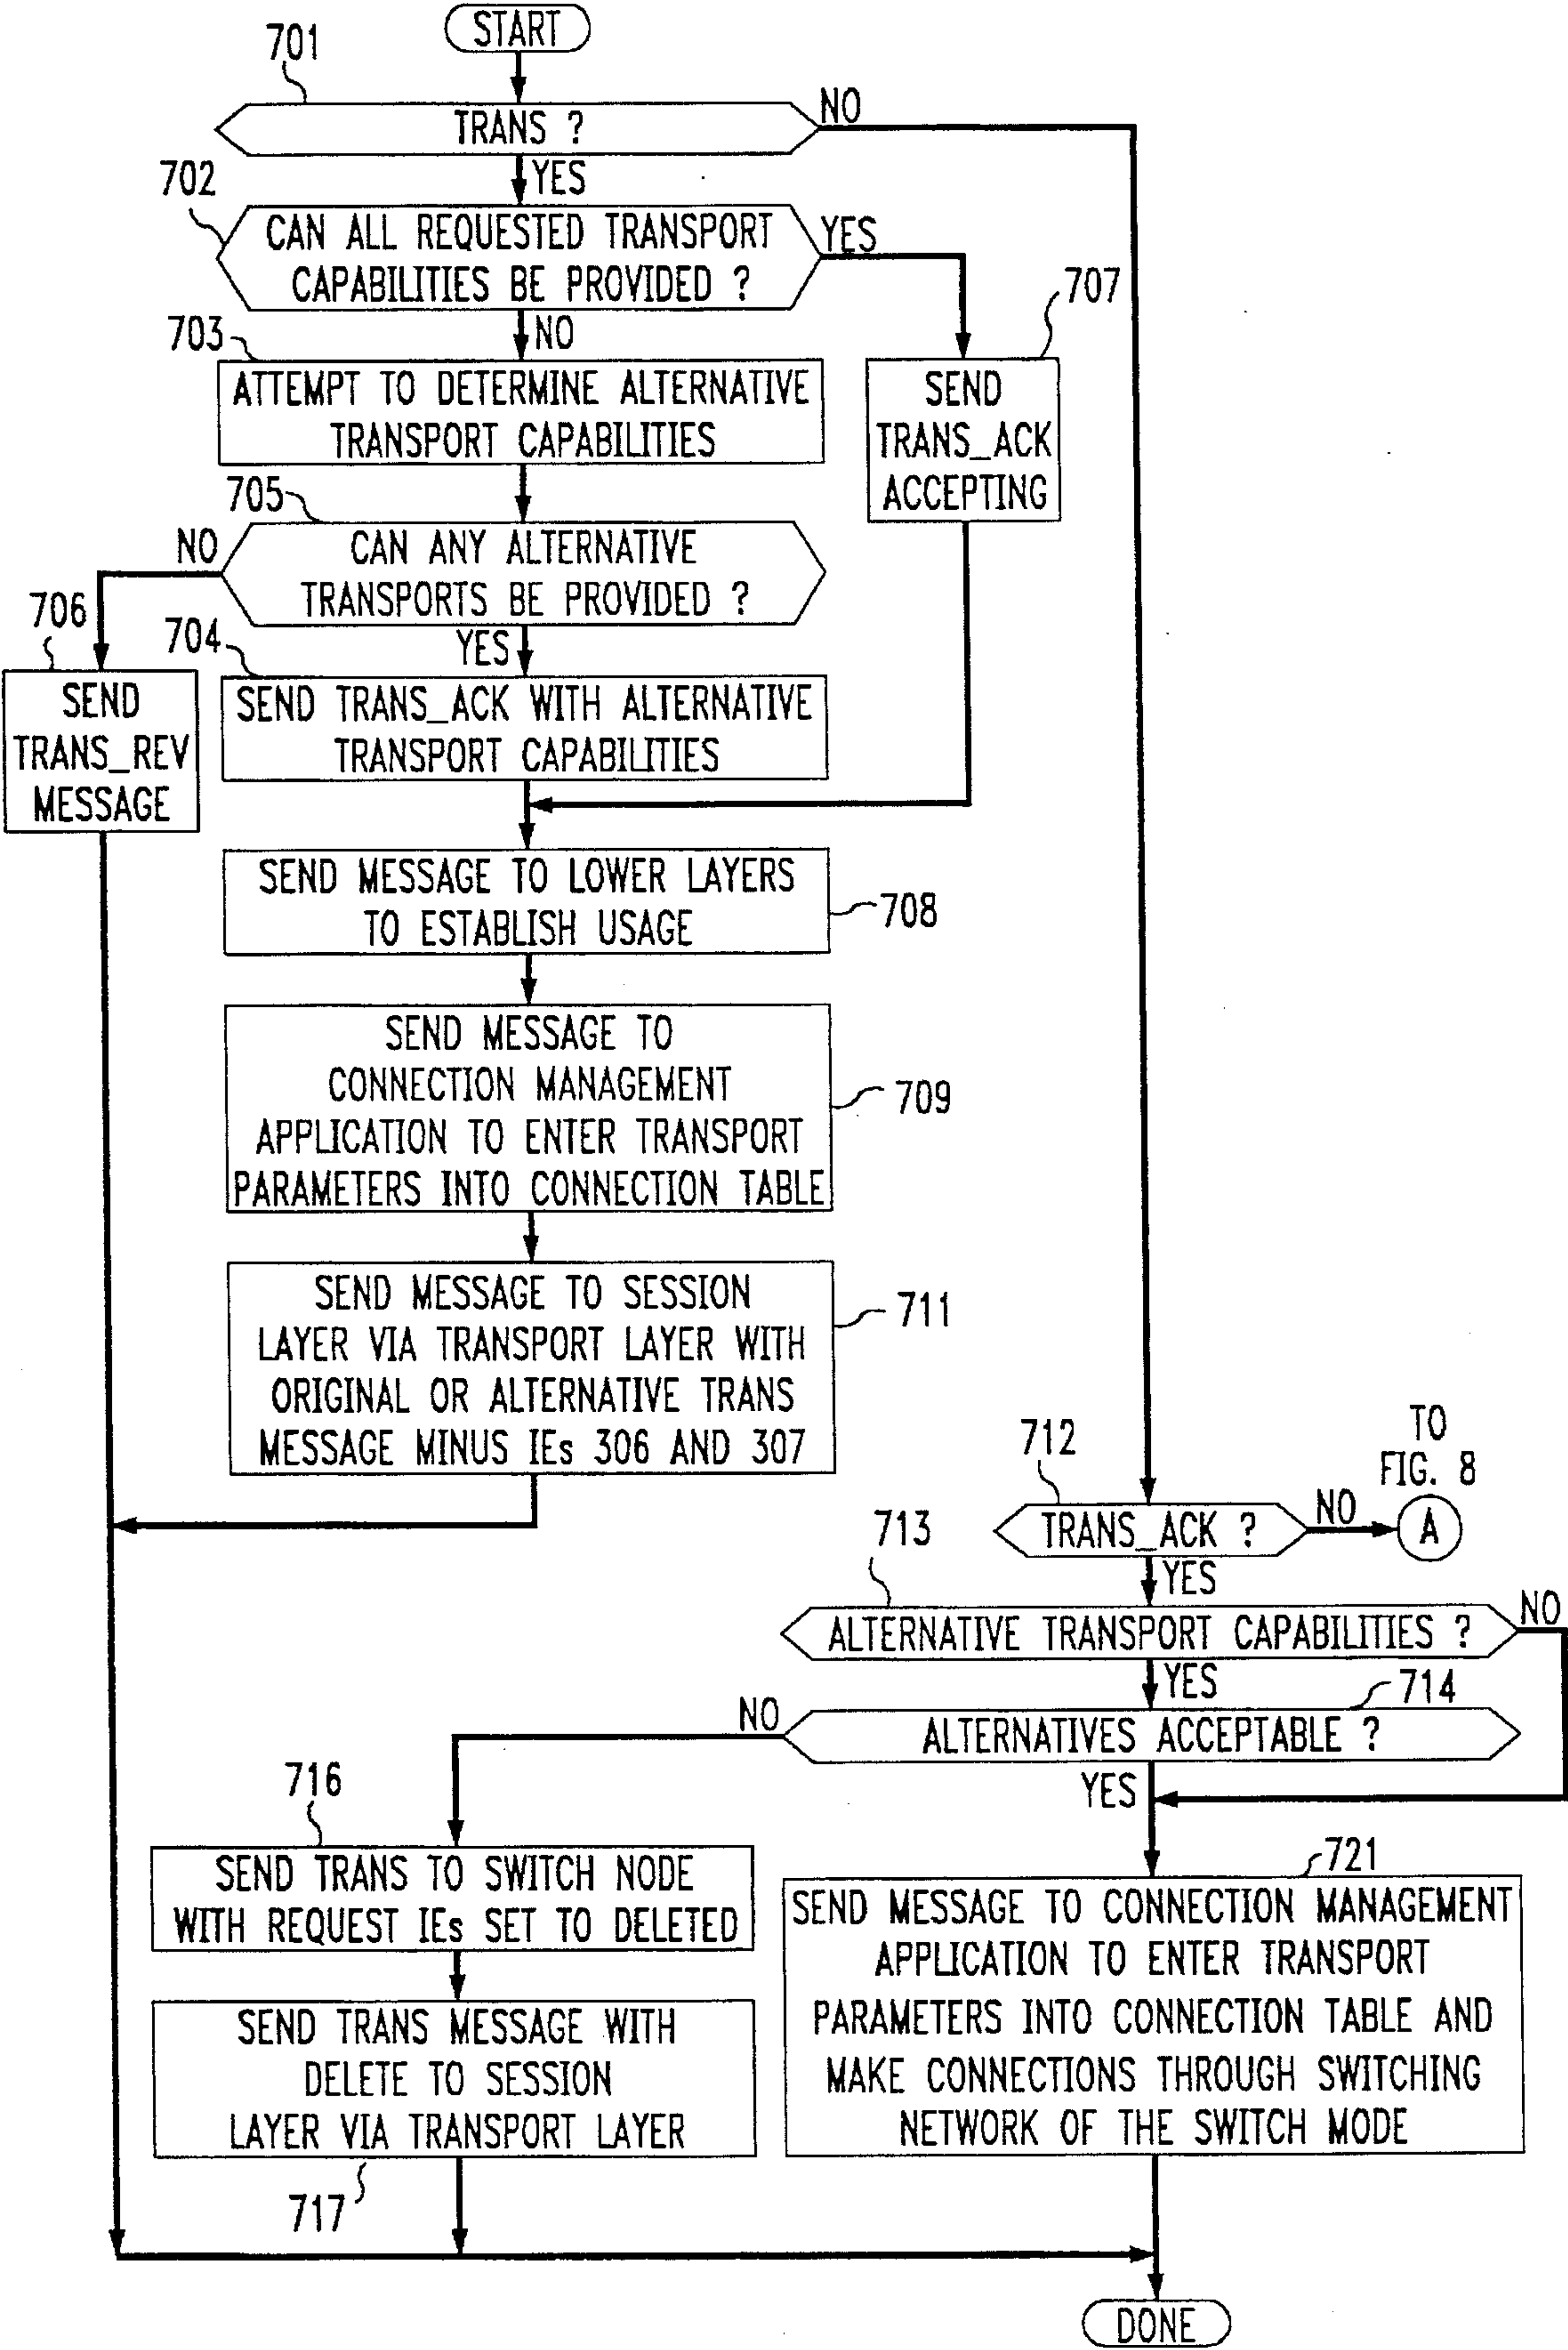 START
701
TRANS ?
NO
YES
702
CAN ALL REQUESTED TRANSPORT
CAPABILITIES BE PROVIDED ?
YES
NO
707
703
ATTEMPT TO DETERMINE ALTERNATIVE
TRANSPORT CAPABILITIES
SEND
TRANS_ACK
ACCEPTING
705
CAN ANY ALTERNATIVE
TRANSPORTS BE PROVIDED ?
NO
YES
706
SEND
TRANS_REV
MESSAGE
704
SEND TRANS_ACK WITH ALTERNATIVE
TRANSPORT CAPABILITIES
SEND MESSAGE TO LOWER LAYERS
TO ESTABLISH USAGE
708
SEND MESSAGE TO
CONNECTION MANAGEMENT
APPLICATION TO ENTER TRANSPORT
PARAMETERS INTO CONNECTION TABLE
709
SEND MESSAGE TO SESSION
LAYER VIA TRANSPORT LAYER WITH
ORIGINAL OR ALTERNATIVE TRANS
MESSAGE MINUS IEs 306 AND 307
711
712
TRANS_ACK ?
NO
TO
FIG. 8
A
YES
713
ALTERNATIVE TRANSPORT CAPABILITIES ?
NO
YES
714
ALTERNATIVES ACCEPTABLE ?
NO
YES
716
SEND TRANS TO SWITCH NODE
WITH REQUEST IEs SET TO DELETED
SEND TRANS MESSAGE WITH
DELETE TO SESSION
LAYER VIA TRANSPORT LAYER
717
721
SEND MESSAGE TO CONNECTION MANAGEMENT
APPLICATION TO ENTER TRANSPORT
PARAMETERS INTO CONNECTION TABLE AND
MAKE CONNECTIONS THROUGH SWITCHING
NETWORK OF THE SWITCH MODE
DONE